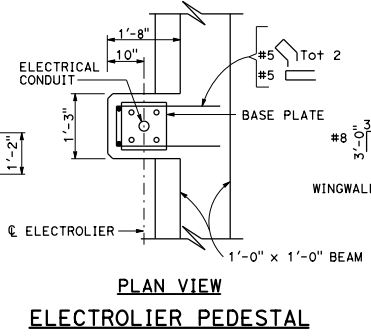 1'-8"
10"
#5 Tot 2
#5
ELECTRICAL
CONDUIT
BASE PLATE
1'-3"
1'-2"
#8
3'-0"
3
WINGWALL
℄ ELECTROLIER
1'-0" x 1'-0" BEAM
PLAN VIEW
ELECTROLIER PEDESTAL